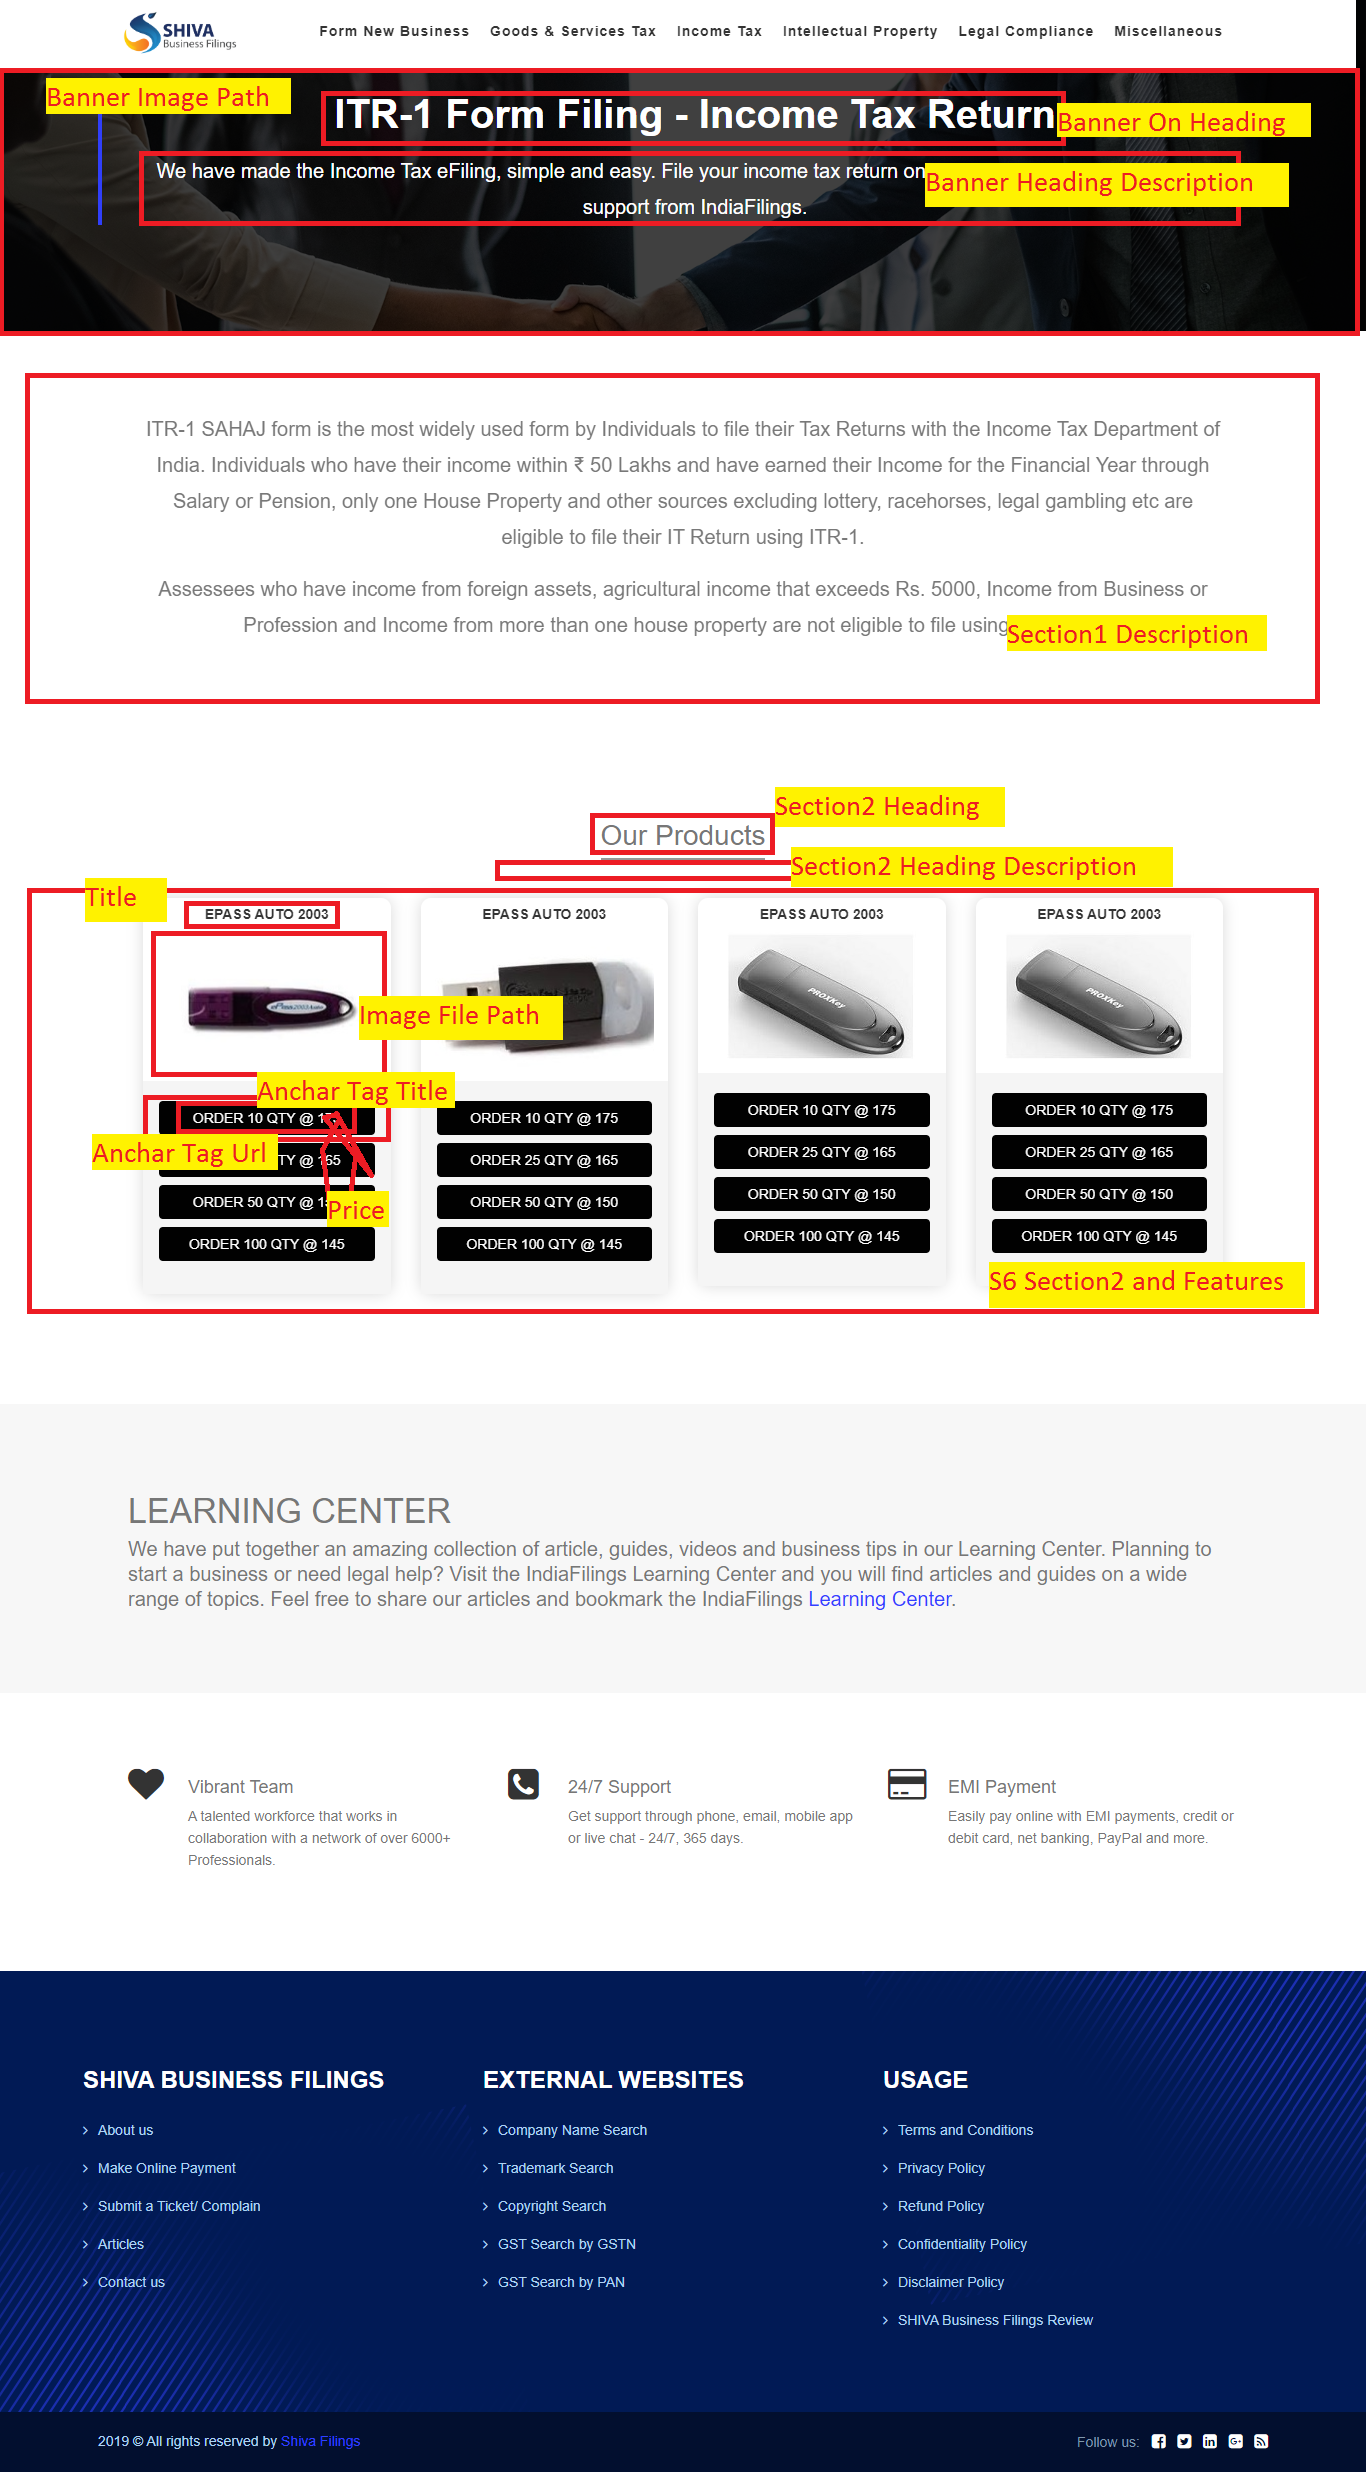 SHIVA
Business Filings
Form New Business Goods & Services Tax Income Tax Intellectual Property Legal Compliance Miscellaneous
Banner Image Path
ITR-1 Form Filing - Income Tax Return
Banner On Heading
We have made the Income Tax eFiling, simple and easy. File your income tax return on
Banner Heading Description
support from IndiaFilings.
ITR-1 SAHAJ form is the most widely used form by Individuals to file their Tax Returns with the Income Tax Department of
India. Individuals who have their income within ₹ 50 Lakhs and have earned their Income for the Financial Year through
Salary or Pension, only one House Property and other sources excluding lottery, racehorses, legal gambling etc are
eligible to file their IT Return using ITR-1.
Assessees who have income from foreign assets, agricultural income that exceeds Rs. 5000, Income from Business or
Profession and Income from more than one house property are not eligible to file using
Section1 Description
Section2 Heading
Our Products
Section2 Heading Description
Title
EPASS AUTO 2003 EPASS AUTO 2003 EPASS AUTO 2003 EPASS AUTO 2003
ePass2003 Auto
PROXKey
PROXKey
Image File Path
Anchar Tag Title
ORDER 10 QTY @ ORDER 10 QTY @ 175 ORDER 10 QTY @ 175 ORDER 10 QTY @ 175
Anchar Tag Url
QTY @ 165 ORDER 25 QTY @ 165 ORDER 25 QTY @ 165 ORDER 25 QTY @ 165
ORDER 50 QTY @ ORDER 50 QTY @ 150 ORDER 50 QTY @ 150 ORDER 50 QTY @ 150
Price
ORDER 100 QTY @ 145 ORDER 100 QTY @ 145 ORDER 100 QTY @ 145 ORDER 100 QTY @ 145
S6 Section2 and Features
LEARNING CENTER
We have put together an amazing collection of article, guides, videos and business tips in our Learning Center. Planning to
start a business or need legal help? Visit the IndiaFilings Learning Center and you will find articles and guides on a wide
range of topics. Feel free to share our articles and bookmark the IndiaFilings Learning Center.
Vibrant Team
A talented workforce that works in
collaboration with a network of over 6000+
Professionals.
24/7 Support
Get support through phone, email, mobile app
or live chat - 24/7, 365 days.
EMI Payment
Easily pay online with EMI payments, credit or
debit card, net banking, PayPal and more.
SHIVA BUSINESS FILINGS
About us
Make Online Payment
Submit a Ticket/ Complain
Articles
Contact us
EXTERNAL WEBSITES
Company Name Search
Trademark Search
Copyright Search
GST Search by GSTN
GST Search by PAN
USAGE
Terms and Conditions
Privacy Policy
Refund Policy
Confidentiality Policy
Disclaimer Policy
SHIVA Business Filings Review
2019 © All rights reserved by Shiva Filings
Follow us: